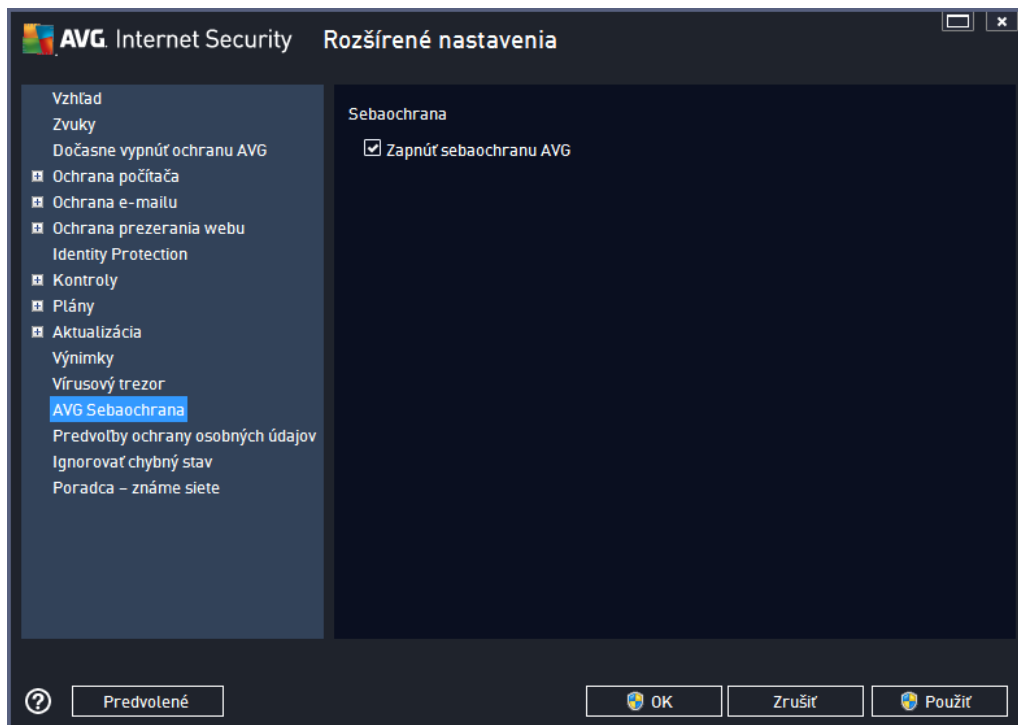 AVG. Internet Security Rozšírené nastavenia
Vzhľad
Zvuky
Dočasne vypnúť ochranu AVG
Ochrana počítača
Ochrana e-mailu
Ochrana prezerania webu
Identity Protection
Kontroly
Plány
Aktualizácia
Výnimky
Vírusový trezor
AVG Sebaochrana
Predvoľby ochrany osobných údajov
Ignorovať chybný stav
Poradca – známe siete
Sebaochrana
Zapnúť sebaochranu AVG
Predvolené
OK
Zrušiť
Použiť